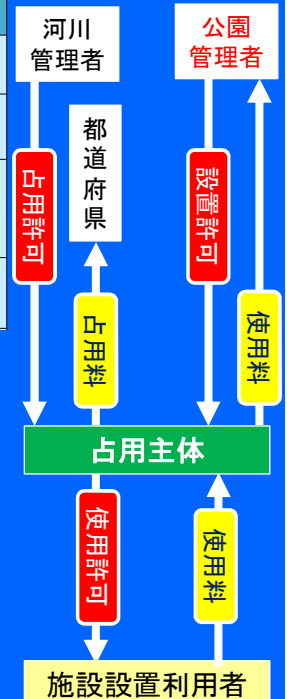 河川
管理者
公園
管理者
都道府県
占用許可
設置許可
占用料
使用料
占用主体
使用許可
使用料
施設設置利用者